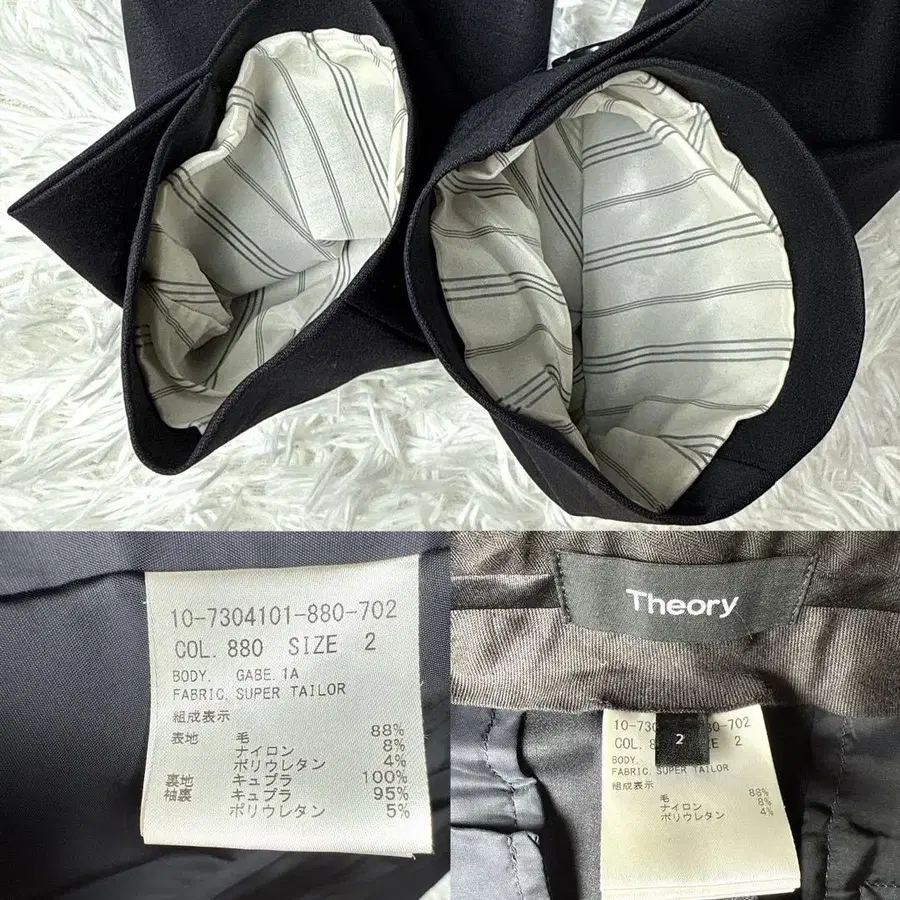 10-7304101-880-702
COL. 880 SIZE 2
BODY. GABE.1A
FABRIC. SUPER TAILOR
組成表示
表地 毛 88%
ナイロン 8%
ポリウレタン 4%
裏地 キュプラ 100%
袖裏 キュプラ 95%
ポリウレタン 5%
Theory
2
10-730 80-702
COL. 8 ZE 2
BODY.
FABRIC. SUPER TAILOR
組成表示
毛 88%
ナイロン 8%
ポリウレタン 4%